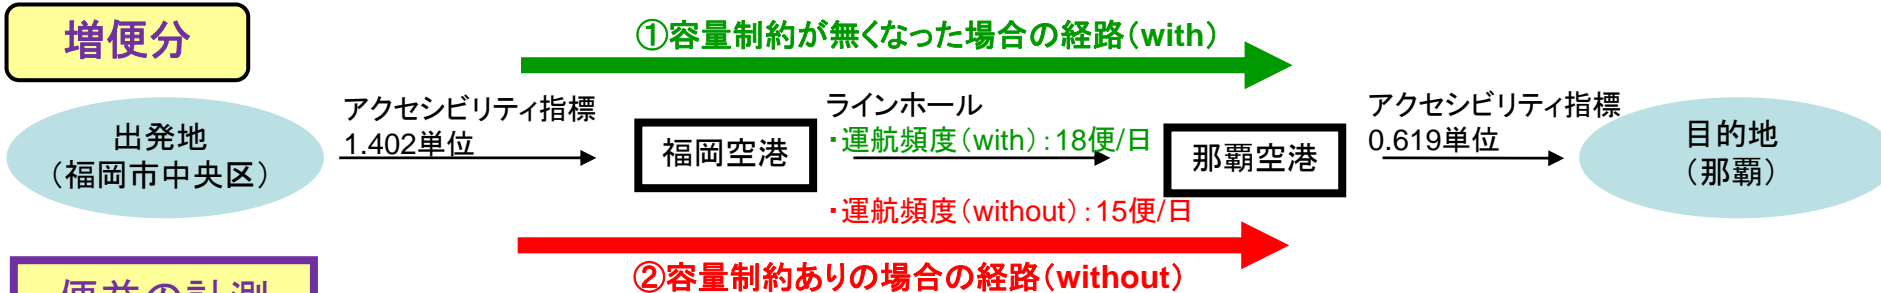 増便分
①容量制約が無くなった場合の経路（with）
出発地
（福岡市中央区）
アクセシビリティ指標
1.402単位
福岡空港
ラインホール
・運航頻度（with）：18便/日
・運航頻度（without）：15便/日
那覇空港
アクセシビリティ指標
0.619単位
目的地
（那覇）
②容量制約ありの場合の経路（without）
便益の計測